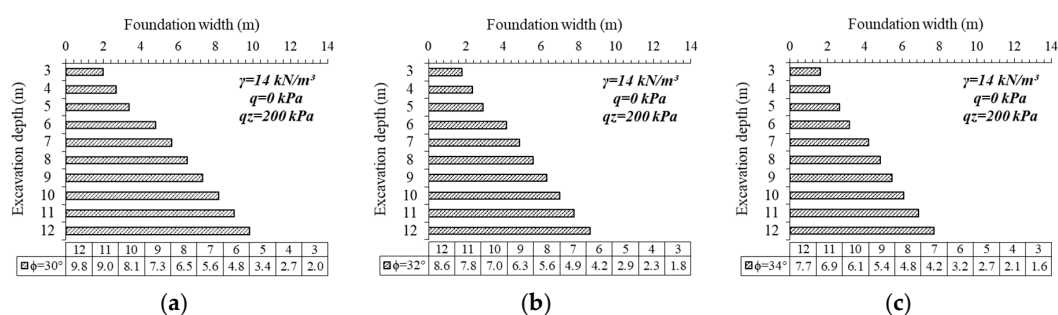 Foundation width (m)
0 2 4 6 8 10 12 14
Excavation depth (m)
3
4
5
6
7
8
9
10
11
12
γ=14 kN/m³
q=0 kPa
qz=200 kPa
12 11 10 9 8 7 6 5 4 3
ϕ=30° 9.8 9.0 8.1 7.3 6.5 5.6 4.8 3.4 2.7 2.0
(a)
Foundation width (m)
0 2 4 6 8 10 12 14
Excavation depth (m)
3
4
5
6
7
8
9
10
11
12
γ=14 kN/m³
q=0 kPa
qz=200 kPa
12 11 10 9 8 7 6 5 4 3
ϕ=32° 8.6 7.8 7.0 6.3 5.6 4.9 4.2 2.9 2.3 1.8
(b)
Foundation width (m)
0 2 4 6 8 10 12 14
Excavation depth (m)
3
4
5
6
7
8
9
10
11
12
γ=14 kN/m³
q=0 kPa
qz=200 kPa
12 11 10 9 8 7 6 5 4 3
ϕ=34° 7.7 6.9 6.1 5.4 4.8 4.2 3.2 2.7 2.1 1.6
(c)